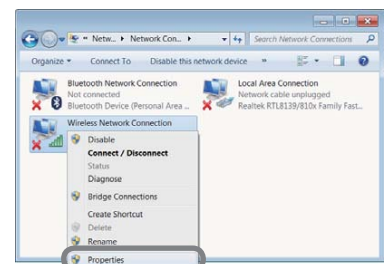 Netw... Network Con... Search Network Connections
Organize Connect To Disable this network device »
Bluetooth Network Connection
Not connected
Bluetooth Device (Personal Area ...
Local Area Connection
Network cable unplugged
Realtek RTL8139/810x Family Fast...
Wireless Network Connection
Disable
Connect / Disconnect
Status
Diagnose
Bridge Connections
Create Shortcut
Delete
Rename
Properties